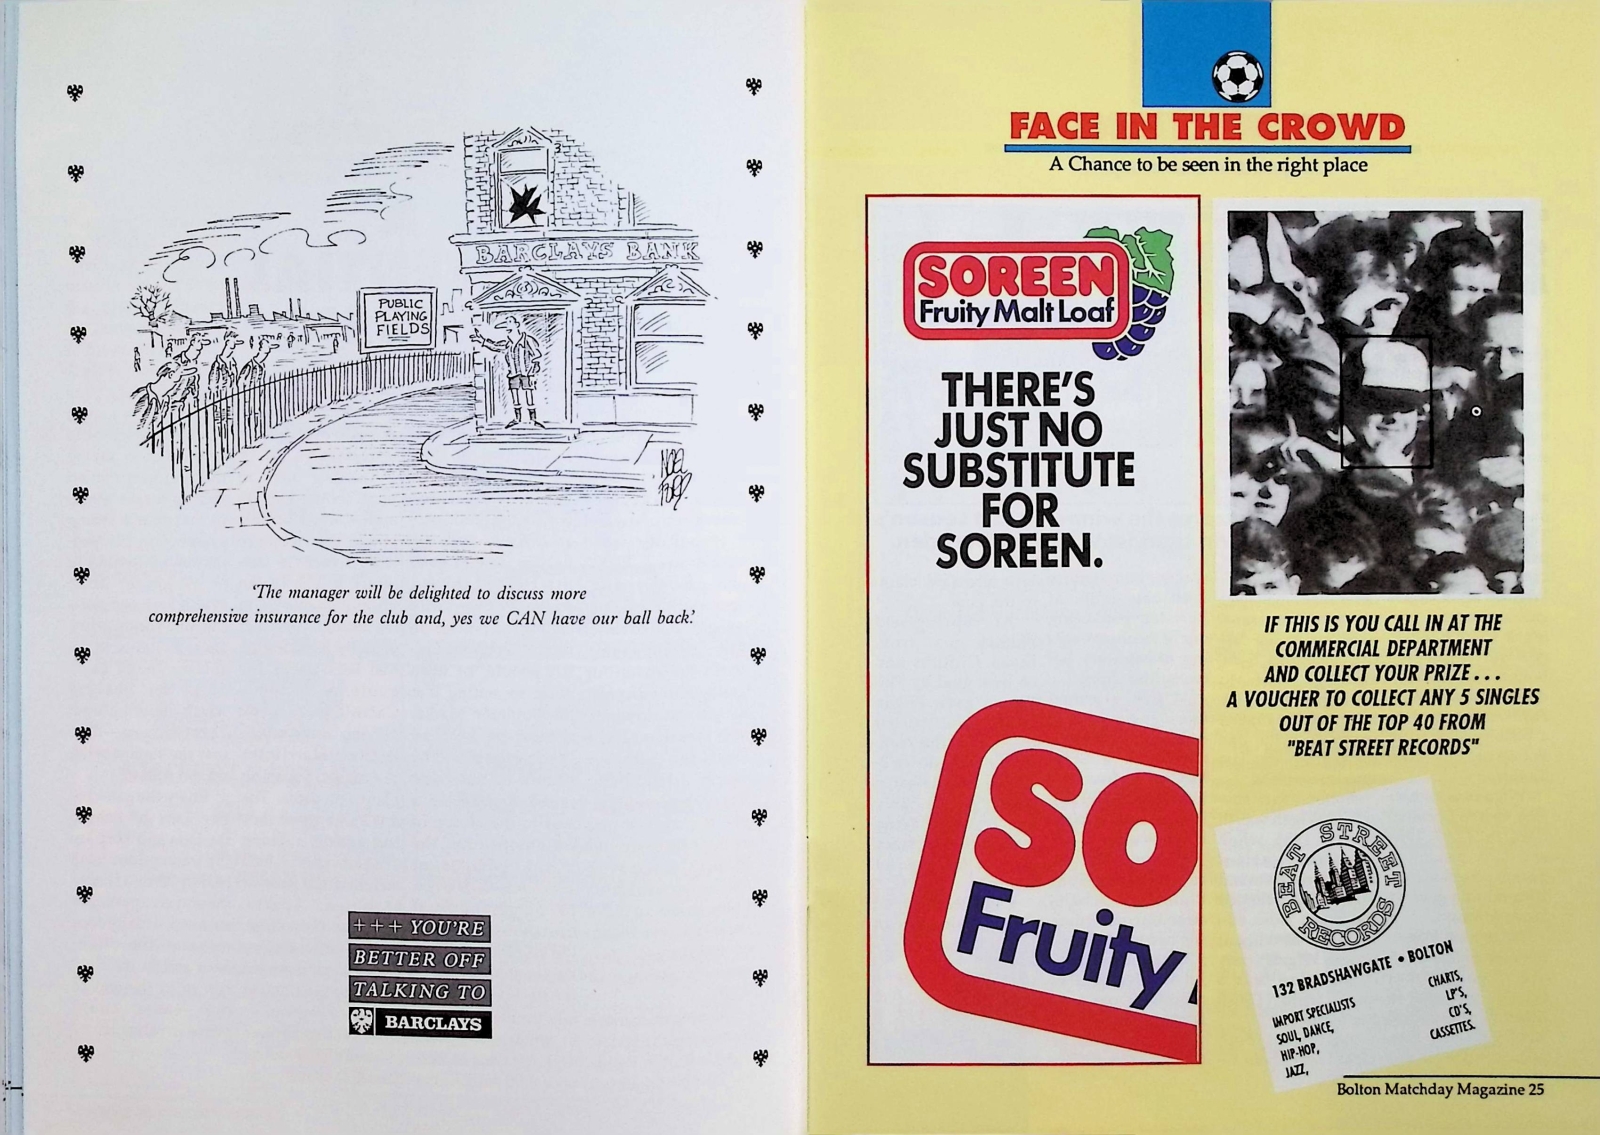 BARCLAYS BANK
PUBLIC
PLAYING
FIELDS
NOEL
FORD
'The manager will be delighted to discuss more
comprehensive insurance for the club and, yes we CAN have our ball back.'
+++ YOU'RE
BETTER OFF
TALKING TO
BARCLAYS
FACE IN THE CROWD
A Chance to be seen in the right place
SOREEN
Fruity Malt Loaf
THERE'S
JUST NO
SUBSTITUTE
FOR
SOREEN.
SO
Fruity
IF THIS IS YOU CALL IN AT THE
COMMERCIAL DEPARTMENT
AND COLLECT YOUR PRIZE . . .
A VOUCHER TO COLLECT ANY 5 SINGLES
OUT OF THE TOP 40 FROM
"BEAT STREET RECORDS"
BEAT STREET
RECORDS
132 BRADSHAWGATE • BOLTON
IMPORT SPECIALISTS
SOUL, DANCE,
HIP-HOP,
JAZZ,
CHARTS,
LP'S,
CD'S,
CASSETTES.
Bolton Matchday Magazine 25